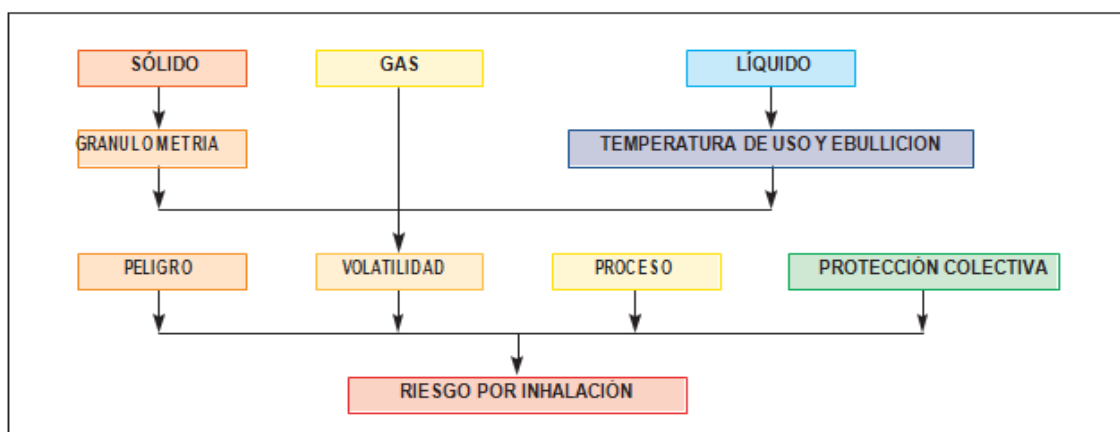 SÓLIDO
GAS
LÍQUIDO
GRANULOMETRIA
TEMPERATURA DE USO Y EBULLICION
PELIGRO
VOLATILIDAD
PROCESO
PROTECCIÓN COLECTIVA
RIESGO POR INHALACIÓN